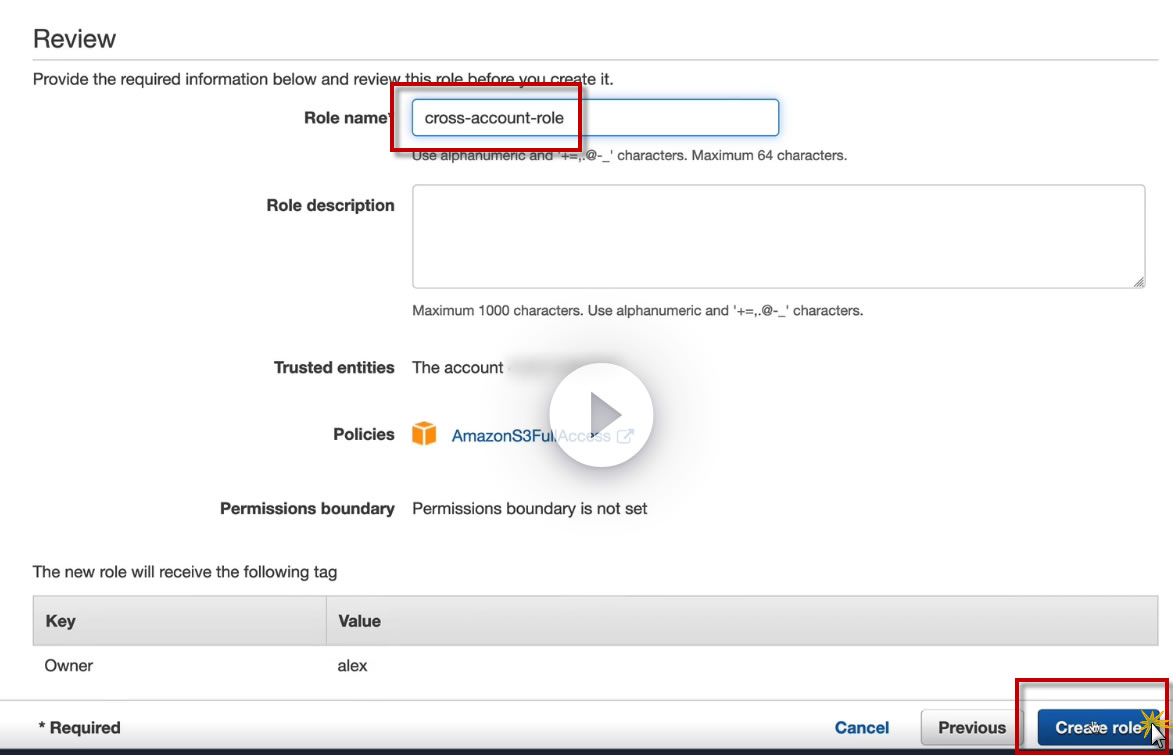 Review
Provide the required information below and review this role before you create it.
Role name* cross-account-role
Use alphanumeric and '+=,.@-_' characters. Maximum 64 characters.
Role description
Maximum 1000 characters. Use alphanumeric and '+=,.@-_' characters.
Trusted entities The account
Policies AmazonS3FullAccess
Permissions boundary Permissions boundary is not set
The new role will receive the following tag
Key Value
Owner alex
* Required Cancel Previous Create role